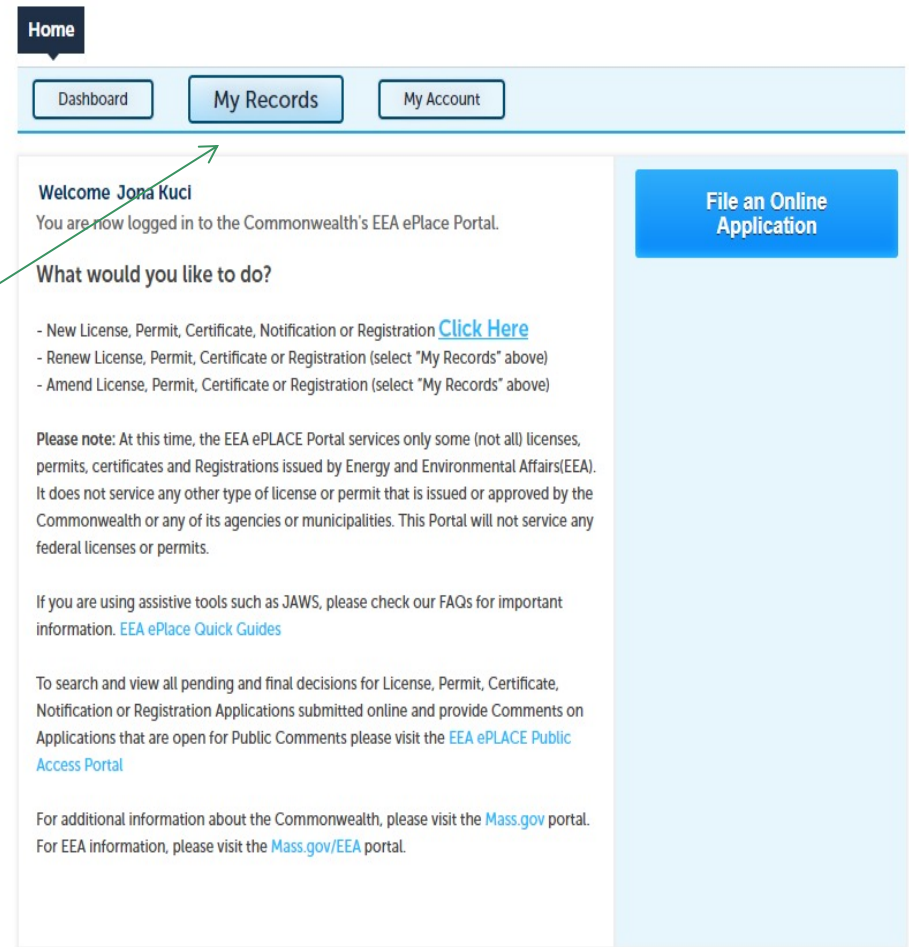 Home
Dashboard My Records My Account
Welcome Jona Kuci
You are now logged in to the Commonwealth's EEA ePlace Portal.
What would you like to do?
- New License, Permit, Certificate, Notification or Registration Click Here
- Renew License, Permit, Certificate or Registration (select "My Records" above)
- Amend License, Permit, Certificate or Registration (select "My Records" above)
Please note: At this time, the EEA ePLACE Portal services only some (not all) licenses,
permits, certificates and Registrations issued by Energy and Environmental Affairs(EEA).
It does not service any other type of license or permit that is issued or approved by the
Commonwealth or any of its agencies or municipalities. This Portal will not service any
federal licenses or permits.
If you are using assistive tools such as JAWS, please check our FAQs for important
information. EEA ePlace Quick Guides
To search and view all pending and final decisions for License, Permit, Certificate,
Notification or Registration Applications submitted online and provide Comments on
Applications that are open for Public Comments please visit the EEA ePLACE Public
Access Portal
For additional information about the Commonwealth, please visit the Mass.gov portal.
For EEA information, please visit the Mass.gov/EEA portal.
File an Online
Application